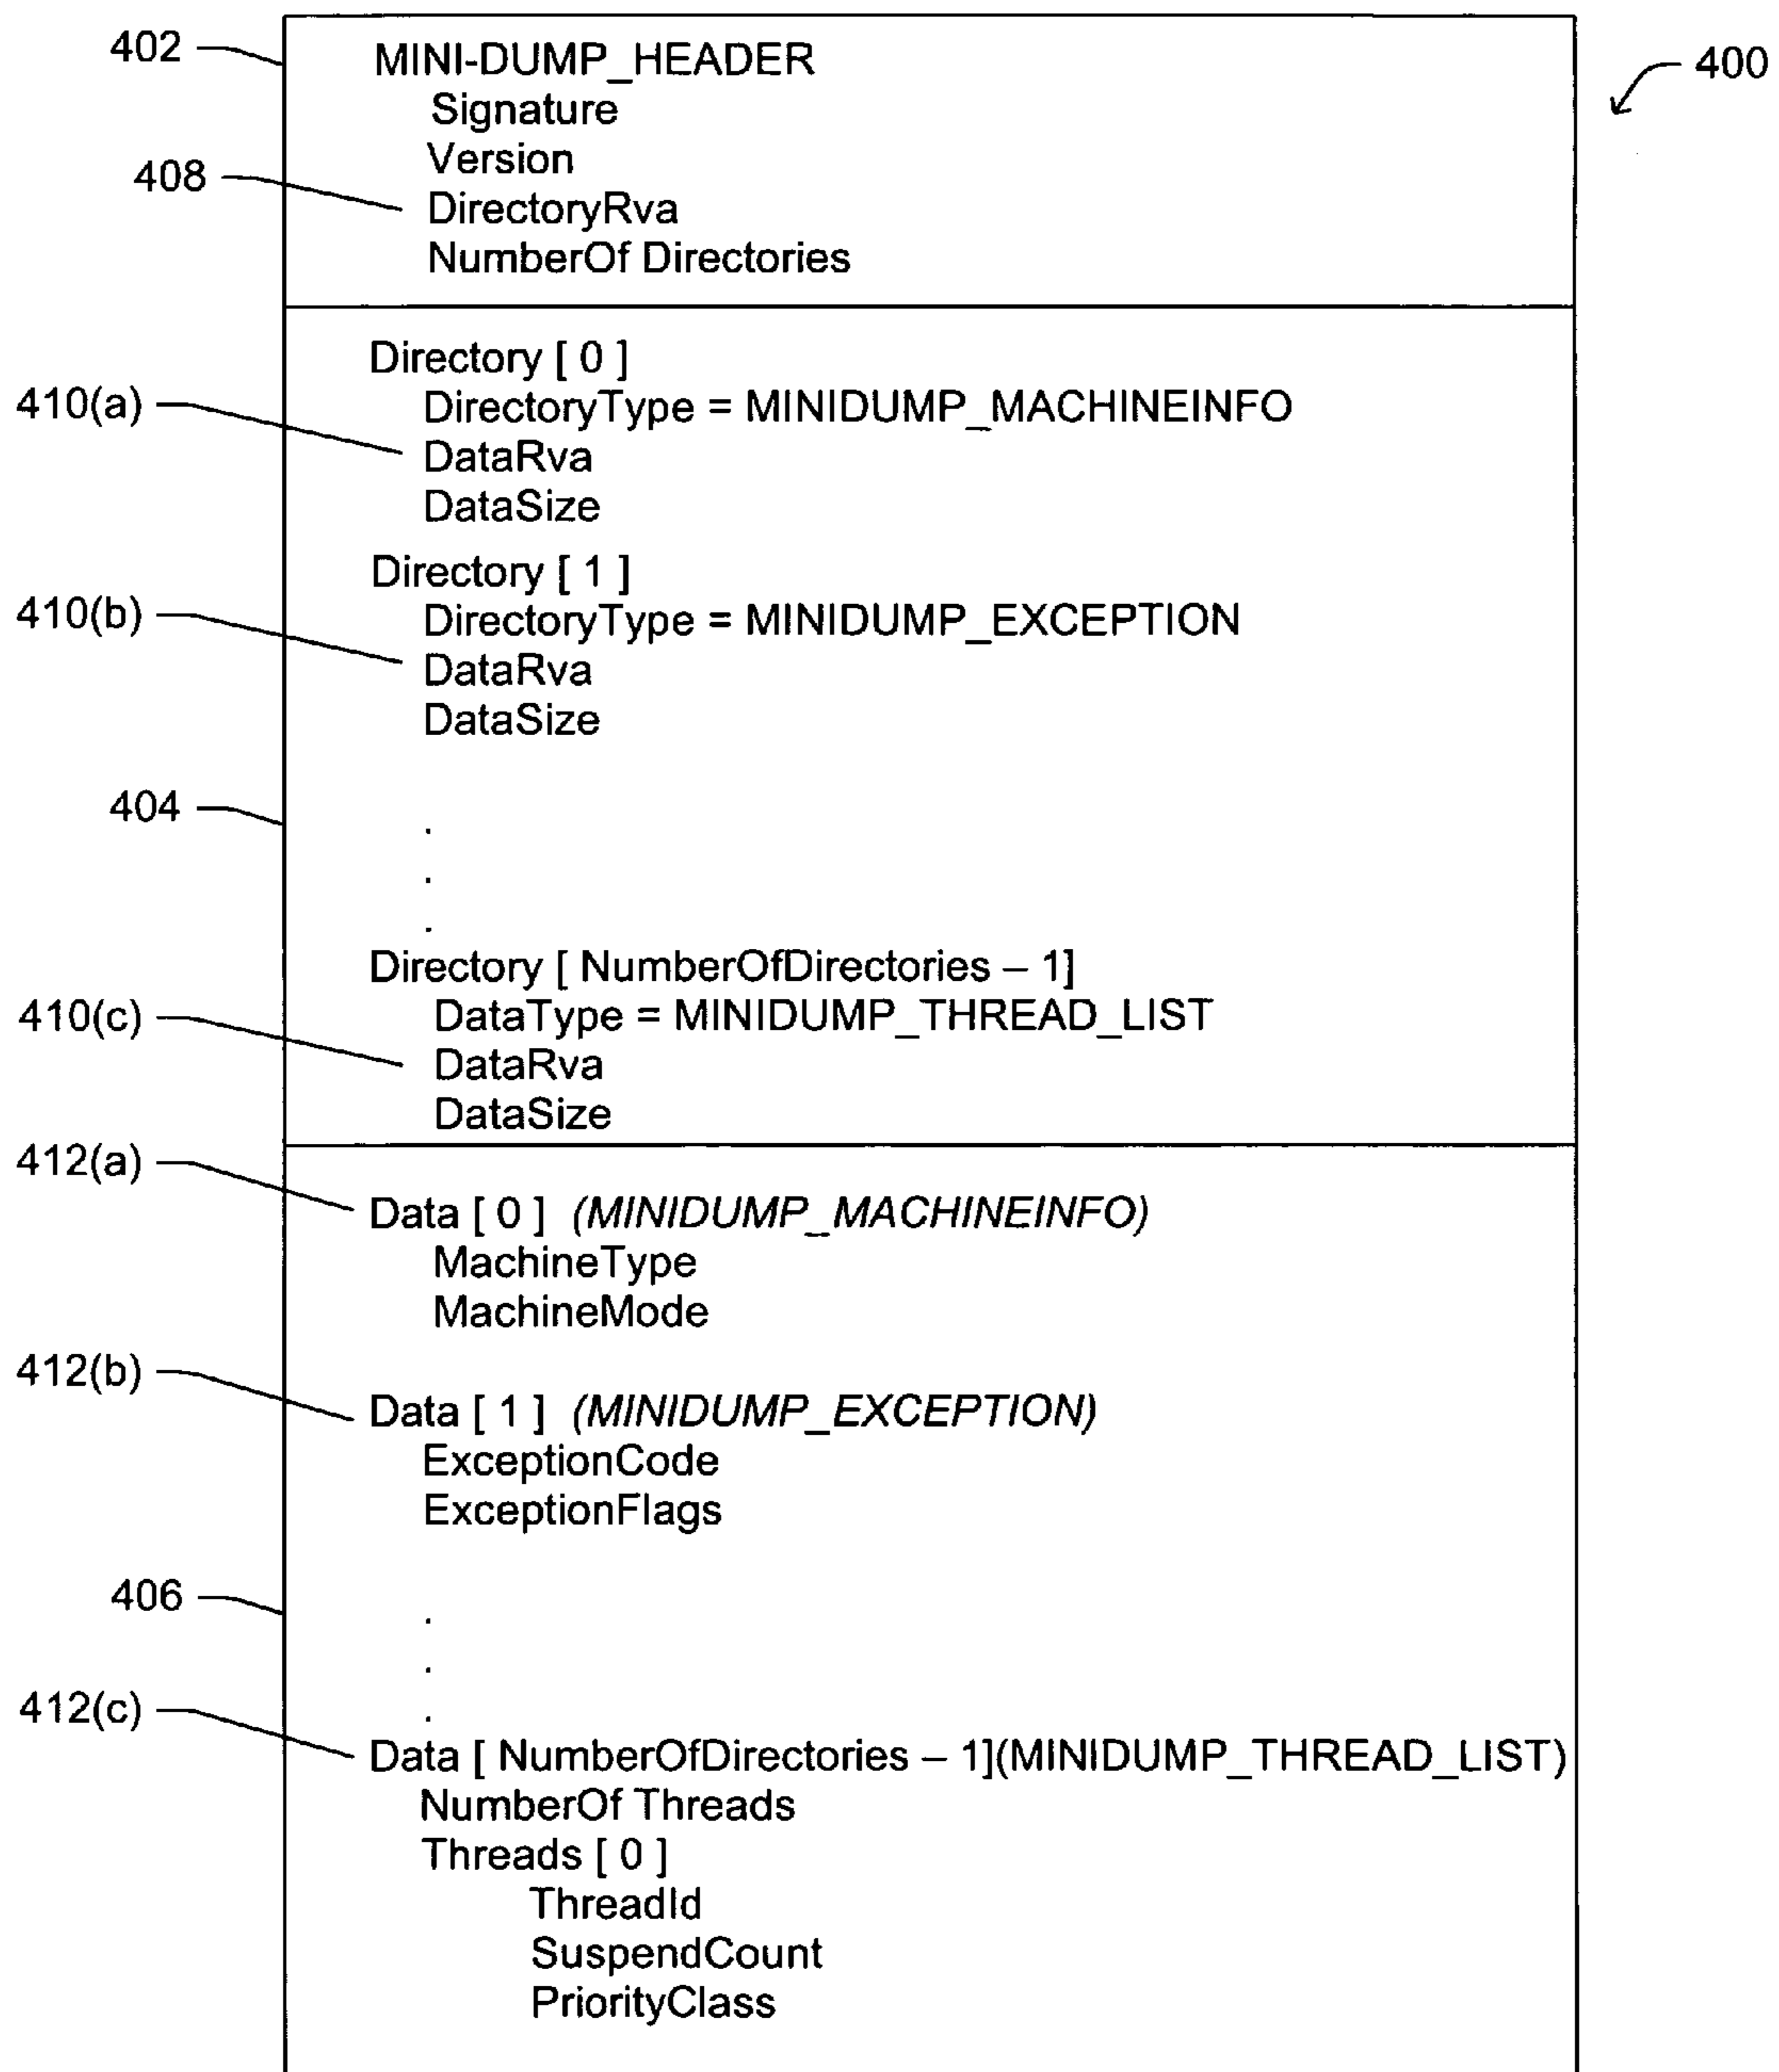 402
MINI-DUMP_HEADER
400
Signature
Version
408
DirectoryRva
NumberOf Directories
Directory [ 0 ]
410(a)
DirectoryType = MINIDUMP_MACHINEINFO
DataRva
DataSize
Directory [ 1 ]
410(b)
DirectoryType = MINIDUMP_EXCEPTION
DataRva
DataSize
404
.
.
.
Directory [ NumberOfDirectories – 1]
410(c)
DataType = MINIDUMP_THREAD_LIST
DataRva
DataSize
412(a)
Data [ 0 ] (MINIDUMP_MACHINEINFO)
MachineType
MachineMode
412(b)
Data [ 1 ] (MINIDUMP_EXCEPTION)
ExceptionCode
ExceptionFlags
406
.
.
.
412(c)
Data [ NumberOfDirectories – 1](MINIDUMP_THREAD_LIST)
NumberOf Threads
Threads [ 0 ]
ThreadId
SuspendCount
PriorityClass